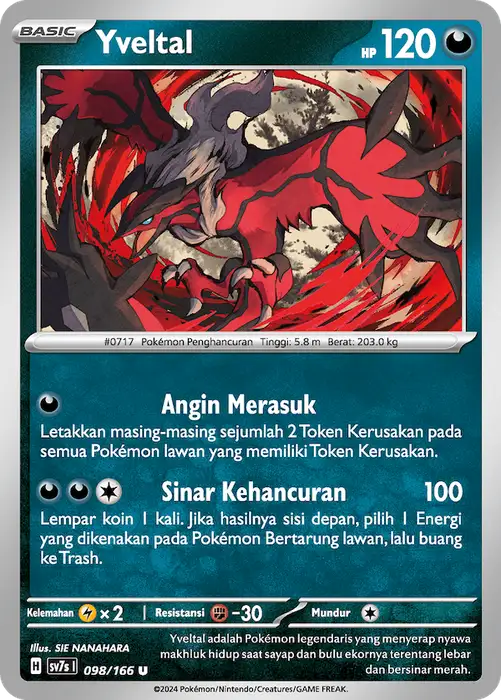 BASIC Yveltal HP 120
#0717 Pokémon Penghancuran Tinggi: 5.8 m Berat: 203.0 kg
Angin Merasuk
Letakkan masing-masing sejumlah 2 Token Kerusakan pada
semua Pokémon lawan yang memiliki Token Kerusakan.
Sinar Kehancuran 100
Lempar koin 1 kali. Jika hasilnya sisi depan, pilih 1 Energi
yang dikenakan pada Pokémon Bertarung lawan, lalu buang
ke Trash.
Kelemahan × 2 Resistansi -30 Mundur
Yveltal adalah Pokémon legendaris yang menyerap nyawa
makhluk hidup saat sayap dan bulu ekornya terentang lebar
dan bersinar merah.
Illus. SIE NANAHARA
H sv7s I 098/166 U
©2024 Pokémon/Nintendo/Creatures/GAME FREAK.